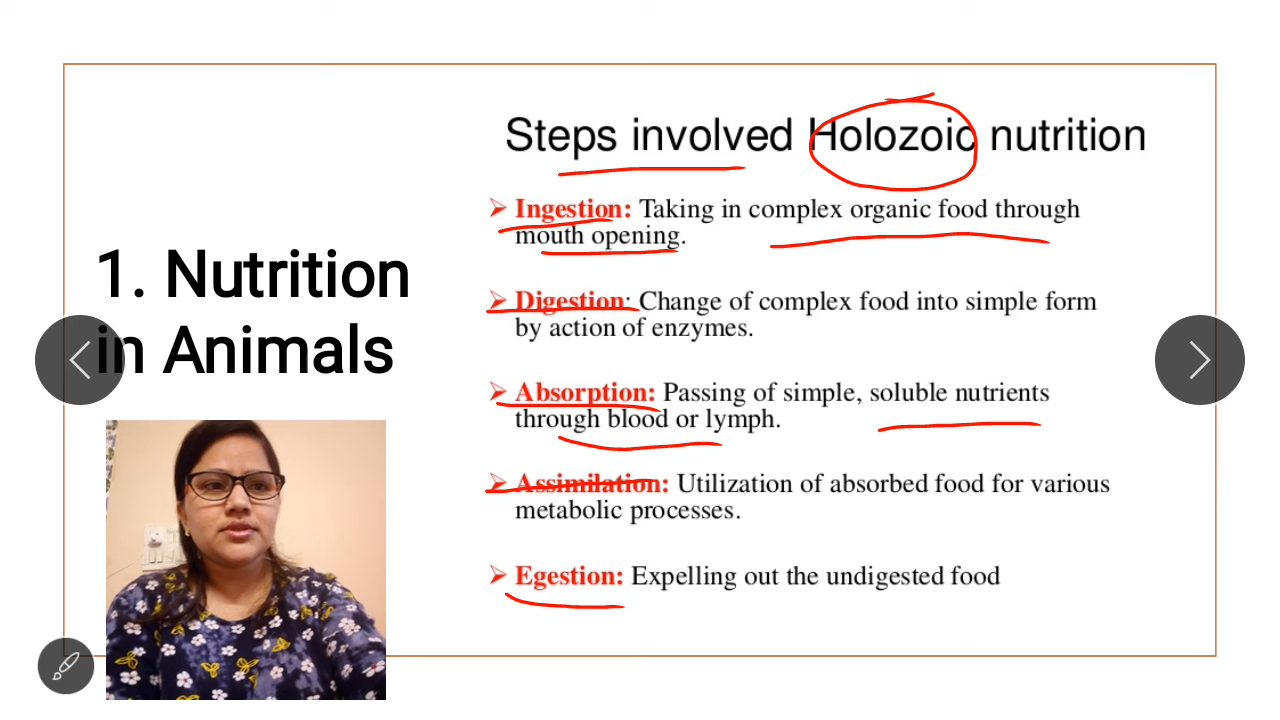 Steps involved Holozoic nutrition
➢ Ingestion: Taking in complex organic food through
mouth opening.
➢ Digestion: Change of complex food into simple form
by action of enzymes.
➢ Absorption: Passing of simple, soluble nutrients
through blood or lymph.
➢ Assimilation: Utilization of absorbed food for various
metabolic processes.
➢ Egestion: Expelling out the undigested food
1. Nutrition
in Animals